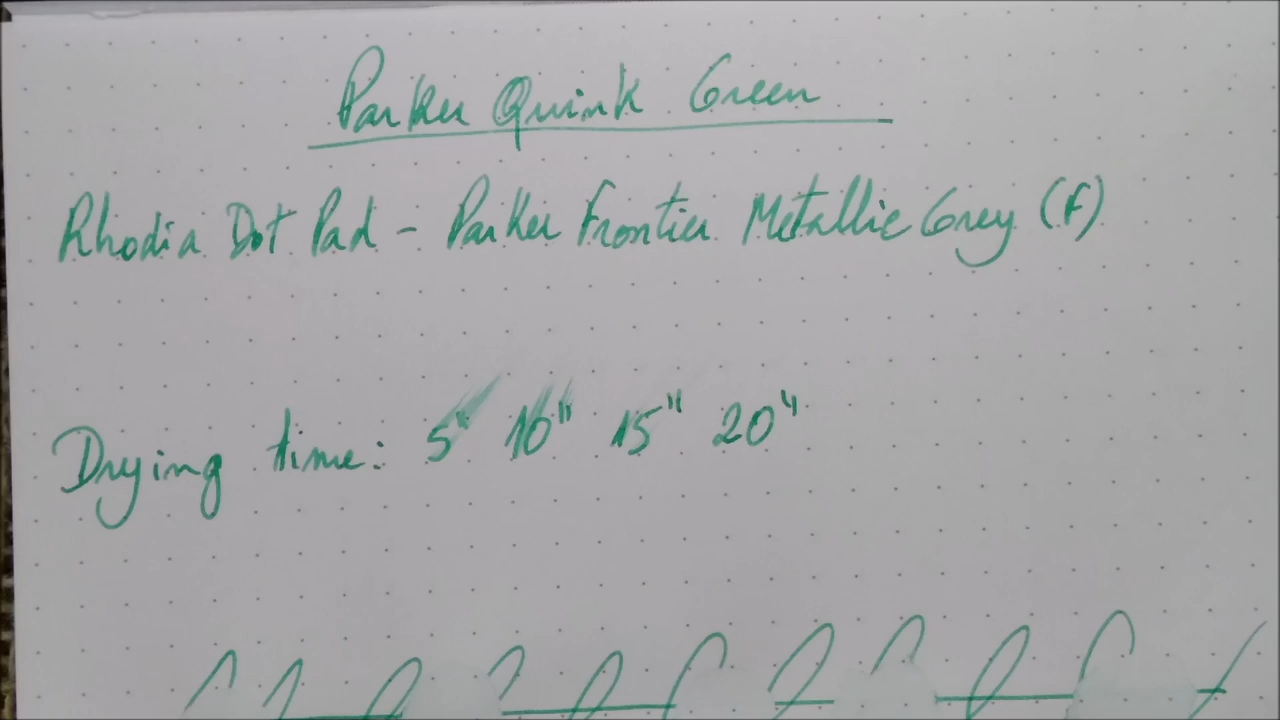 Parker Quink Green
Rhodia Dot Pad - Parker Frontier Metallic Grey (F)
Drying time: 5" 10" 15" 20"